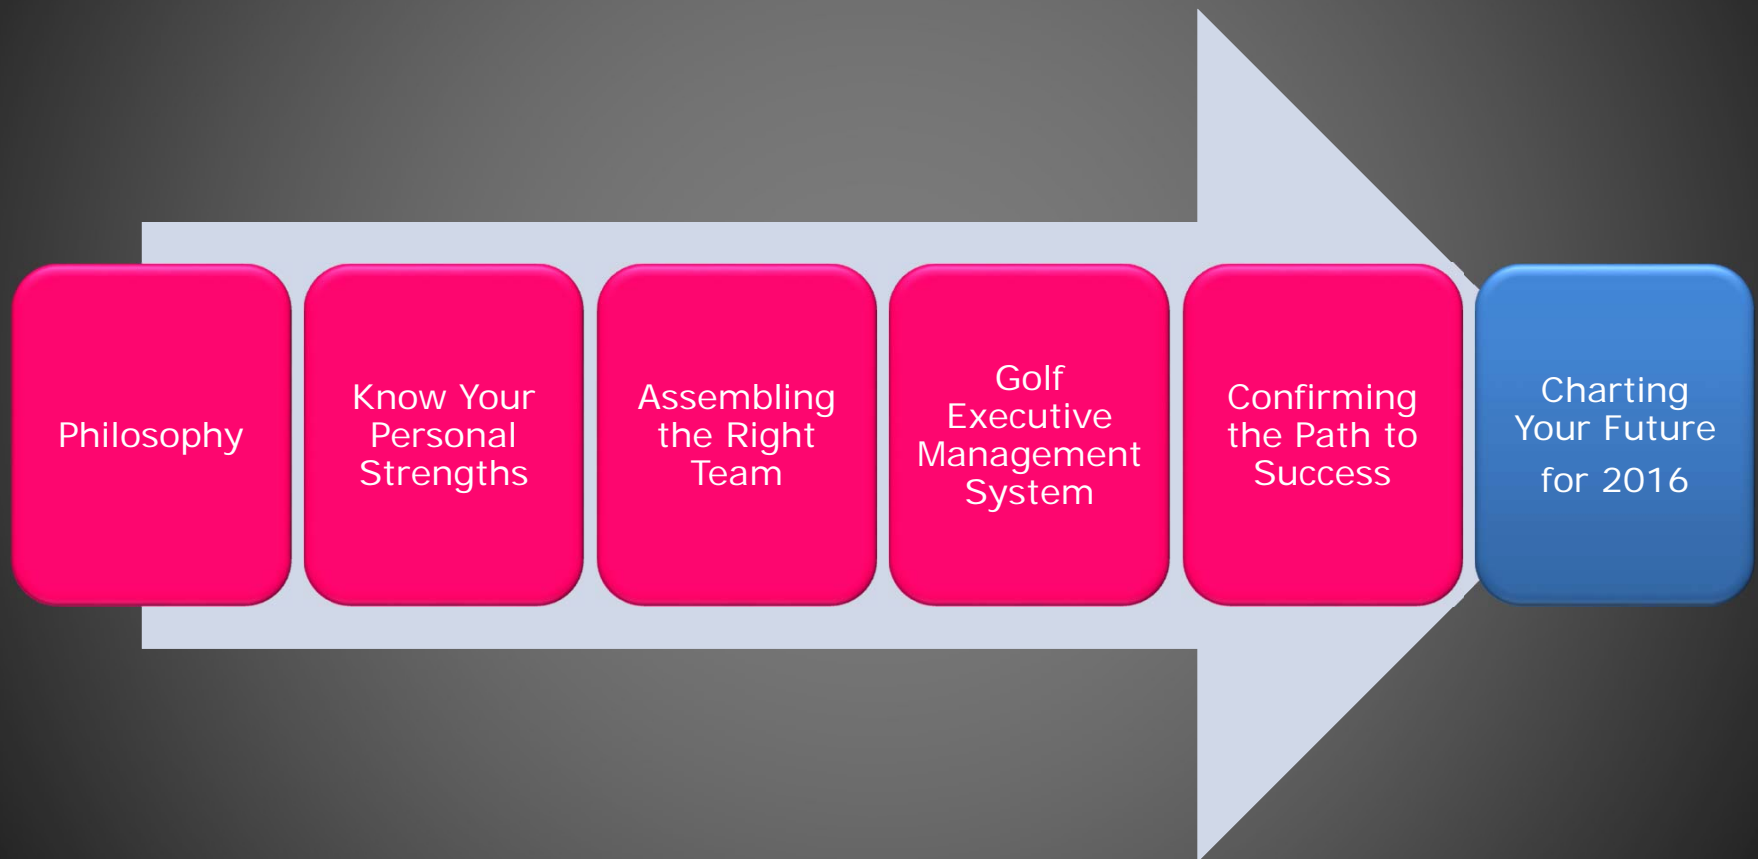 Philosophy
Know Your
Personal
Strengths
Assembling
the Right
Team
Golf
Executive
Management
System
Confirming
the Path to
Success
Charting
Your Future
for 2016